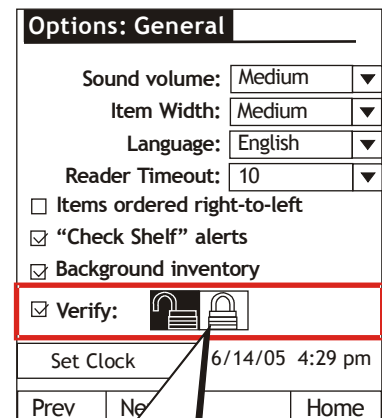 Options: General
Sound volume: Medium
Item Width: Medium
Language: English
Reader Timeout: 10
Items ordered right-to-left
“Check Shelf” alerts
Background inventory
Verify:
Set Clock 6/14/05 4:29 pm
Prev Home